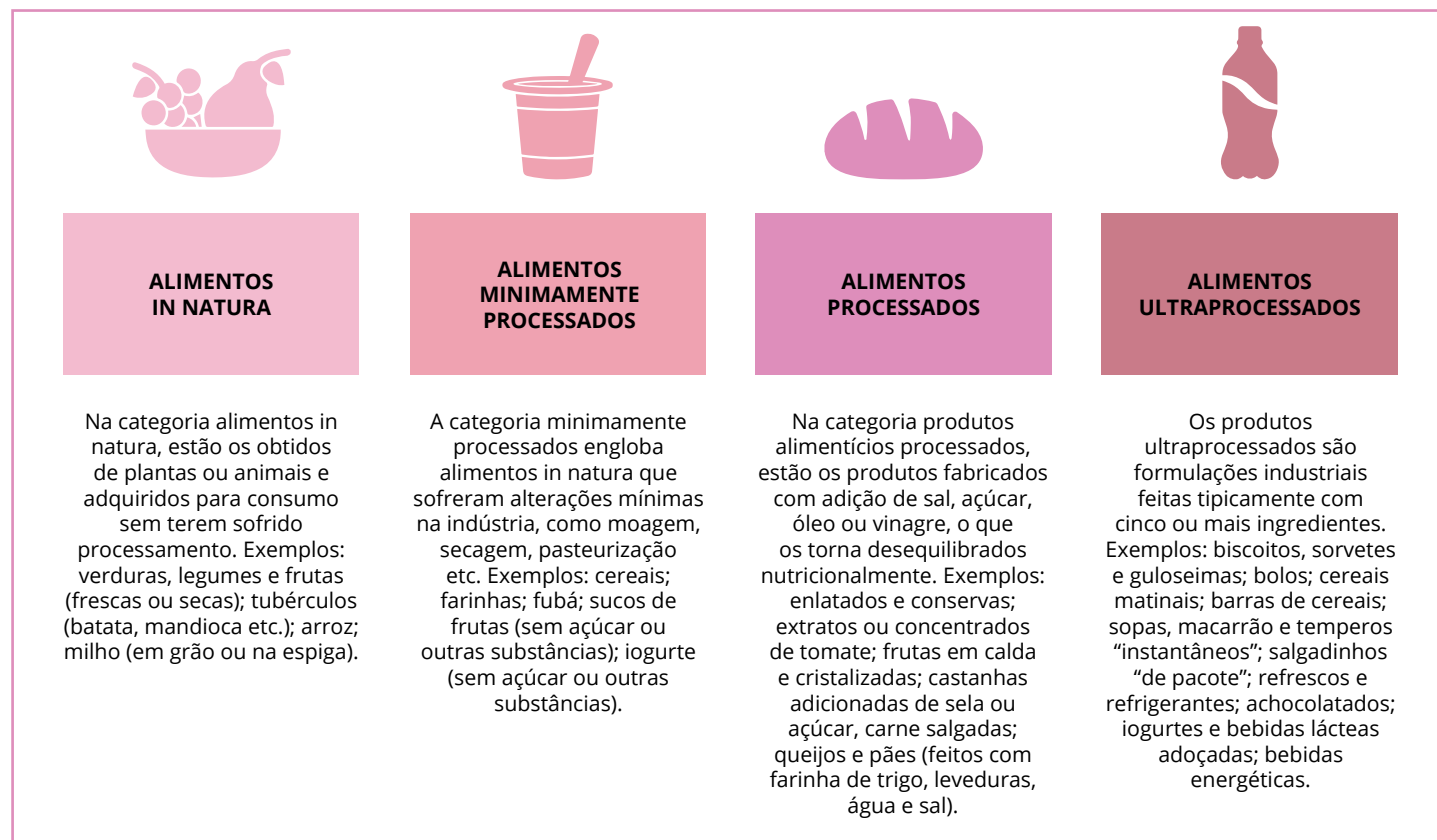 ALIMENTOS
IN NATURA
Na categoria alimentos in
natura, estão os obtidos
de plantas ou animais e
adquiridos para consumo
sem terem sofrido
processamento. Exemplos:
verduras, legumes e frutas
(frescas ou secas); tubérculos
(batata, mandioca etc.); arroz;
milho (em grão ou na espiga).
ALIMENTOS
MINIMAMENTE
PROCESSADOS
A categoria minimamente
processados engloba
alimentos in natura que
sofreram alterações mínimas
na indústria, como moagem,
secagem, pasteurização
etc. Exemplos: cereais;
farinhas; fubá; sucos de
frutas (sem açúcar ou
outras substâncias); iogurte
(sem açúcar ou outras
substâncias).
ALIMENTOS
PROCESSADOS
Na categoria produtos
alimentícios processados,
estão os produtos fabricados
com adição de sal, açúcar,
óleo ou vinagre, o que
os torna desequilibrados
nutricionalmente. Exemplos:
enlatados e conservas;
extratos ou concentrados
de tomate; frutas em calda
e cristalizadas; castanhas
adicionadas de sela ou
açúcar, carne salgadas;
queijos e pães (feitos com
farinha de trigo, leveduras,
água e sal).
ALIMENTOS
ULTRAPROCESSADOS
Os produtos
ultraprocessados são
formulações industriais
feitas tipicamente com
cinco ou mais ingredientes.
Exemplos: biscoitos, sorvetes
e guloseimas; bolos; cereais
matinais; barras de cereais;
sopas, macarrão e temperos
“instantâneos”; salgadinhos
“de pacote”; refrescos e
refrigerantes; achocolatados;
iogurtes e bebidas lácteas
adoçadas; bebidas
energéticas.